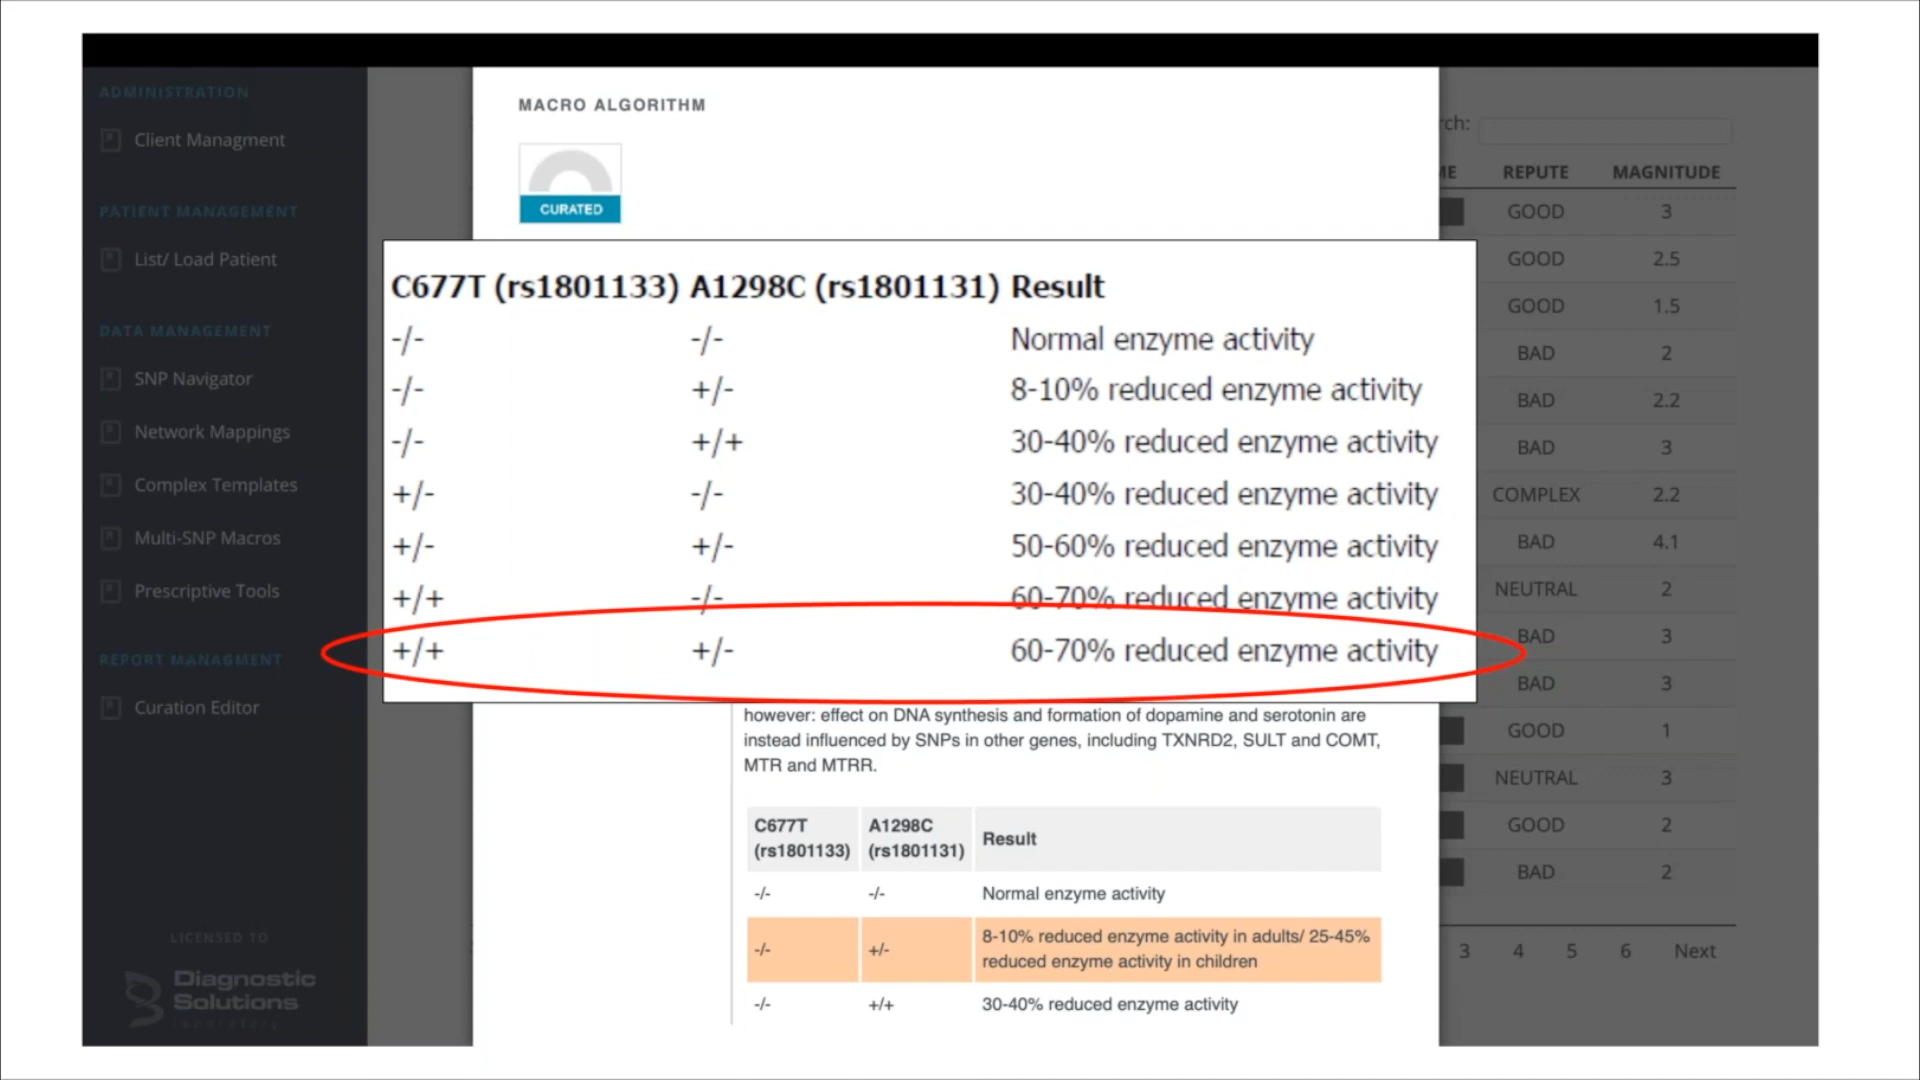 ADMINISTRATION
Client Managment
PATIENT MANAGEMENT
List/ Load Patient
DATA MANAGEMENT
SNP Navigator
Network Mappings
Complex Templates
Multi-SNP Macros
Prescriptive Tools
REPORT MANAGMENT
Curation Editor
LICENSED TO
Diagnostic
Solutions
laboratory
MACRO ALGORITHM
CURATED
C677T (rs1801133) A1298C (rs1801131) Result
-/- -/- Normal enzyme activity
-/- +/- 8-10% reduced enzyme activity
-/- +/+ 30-40% reduced enzyme activity
+/- -/- 30-40% reduced enzyme activity
+/- +/- 50-60% reduced enzyme activity
+/+ -/- 60-70% reduced enzyme activity
+/+ +/- 60-70% reduced enzyme activity
however: effect on DNA synthesis and formation of dopamine and serotonin are
instead influenced by SNPs in other genes, including TXNRD2, SULT and COMT,
MTR and MTRR.
C677T A1298C Result
(rs1801133) (rs1801131)
-/- -/- Normal enzyme activity
-/- +/- 8-10% reduced enzyme activity in adults/ 25-45%
reduced enzyme activity in children
-/- +/+ 30-40% reduced enzyme activity
rch:
ME REPUTE MAGNITUDE
GOOD 3
GOOD 2.5
GOOD 1.5
BAD 2
BAD 2.2
BAD 3
COMPLEX 2.2
BAD 4.1
NEUTRAL 2
BAD 3
BAD 3
GOOD 1
NEUTRAL 3
GOOD 2
BAD 2
3 4 5 6 Next